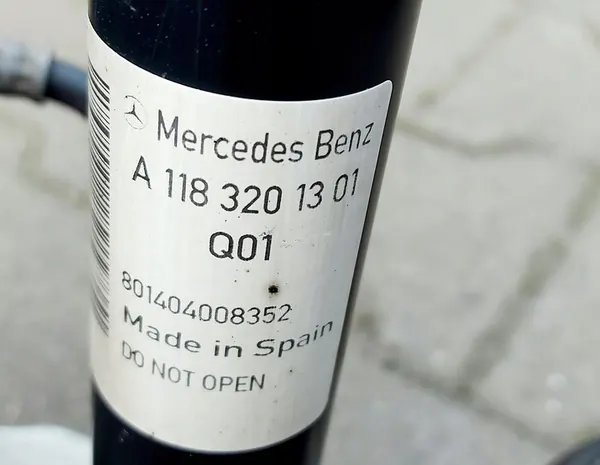 Mercedes Benz
A 118 320 13 01
Q01
801404008352
Made in Spain
DO NOT OPEN